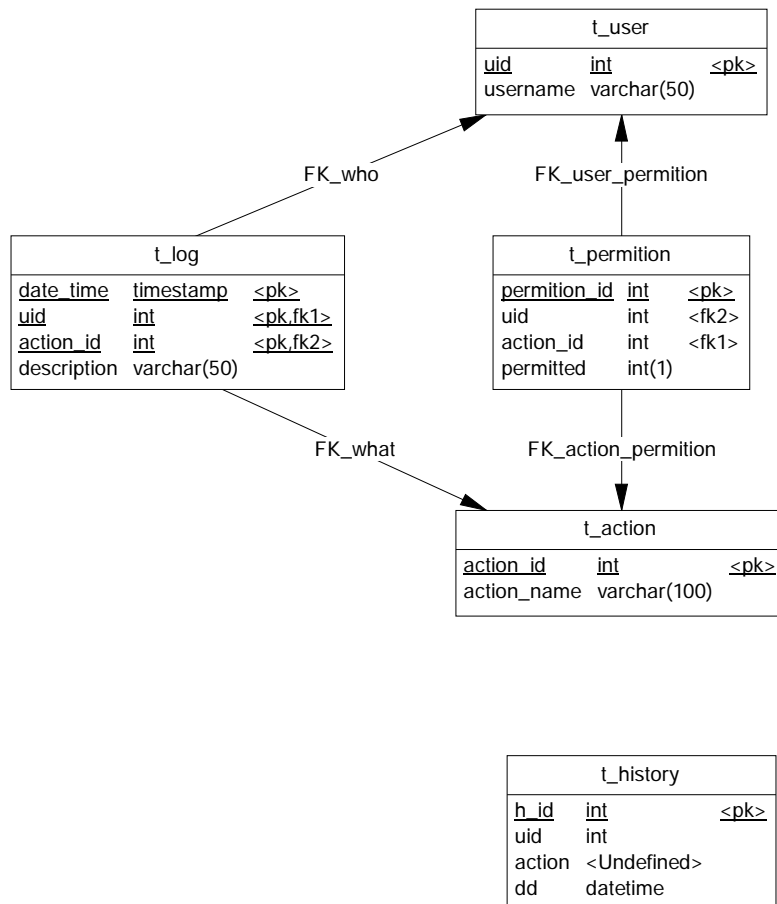 t_user
uid int <pk>
username varchar(50)
FK_who
FK_user_permition
t_log
date_time timestamp <pk>
uid int <pk,fk1>
action_id int <pk,fk2>
description varchar(50)
t_permition
permition_id int <pk>
uid int <fk2>
action_id int <fk1>
permitted int(1)
FK_what
FK_action_permition
t_action
action_id int <pk>
action_name varchar(100)
t_history
h_id int <pk>
uid int
action <Undefined>
dd datetime